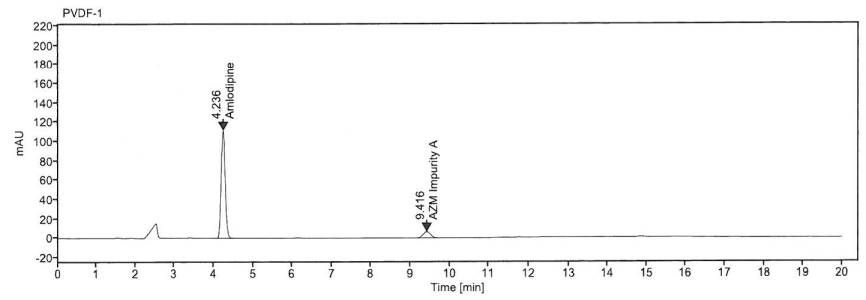 PVDF-1
220
200
180
160
140
120
100
80
60
40
20
0
-20
mAU
4.236
Amlodipine
9.416
AZM Impurity A
0 1 2 3 4 5 6 7 8 9 10 11 12 13 14 15 16 17 18 19 20
Time [min]